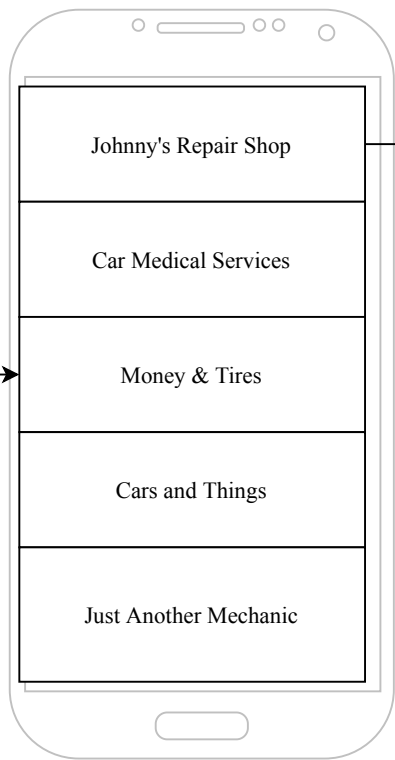 Johnny's Repair Shop
Car Medical Services
Money & Tires
Cars and Things
Just Another Mechanic